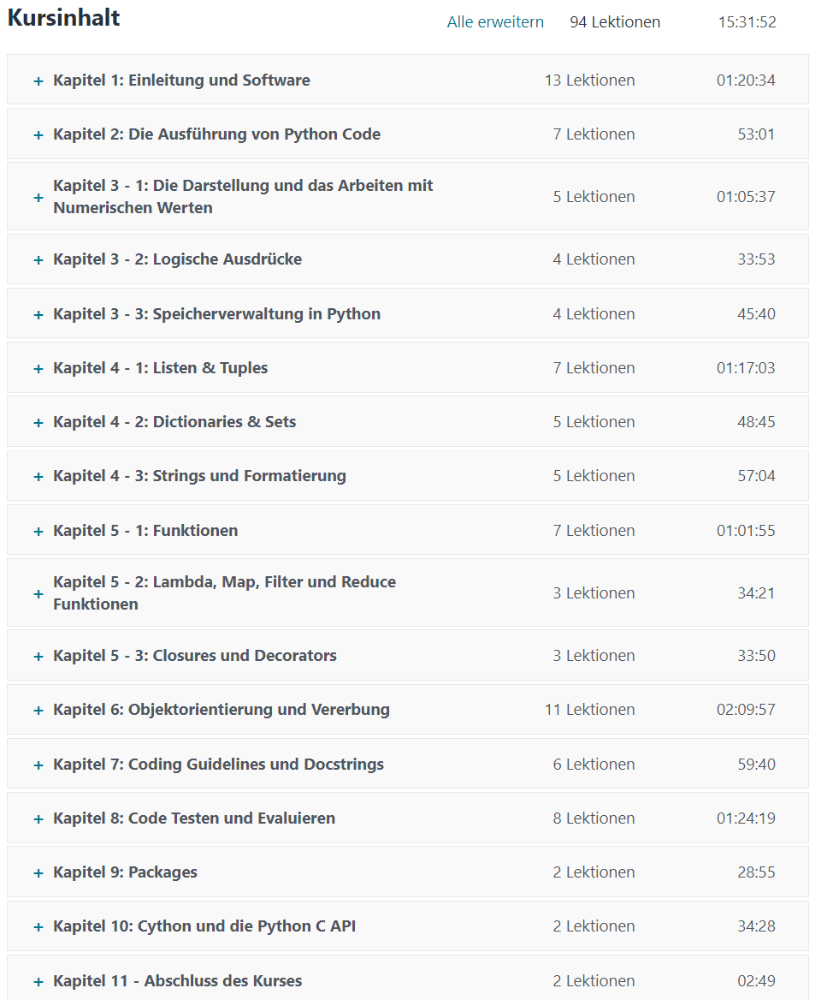 Kursinhalt Alle erweitern 94 Lektionen 15:31:52
+ Kapitel 1: Einleitung und Software 13 Lektionen 01:20:34
+ Kapitel 2: Die Ausführung von Python Code 7 Lektionen 53:01
+ Kapitel 3 - 1: Die Darstellung und das Arbeiten mit
Numerischen Werten 5 Lektionen 01:05:37
+ Kapitel 3 - 2: Logische Ausdrücke 4 Lektionen 33:53
+ Kapitel 3 - 3: Speicherverwaltung in Python 4 Lektionen 45:40
+ Kapitel 4 - 1: Listen & Tuples 7 Lektionen 01:17:03
+ Kapitel 4 - 2: Dictionaries & Sets 5 Lektionen 48:45
+ Kapitel 4 - 3: Strings und Formatierung 5 Lektionen 57:04
+ Kapitel 5 - 1: Funktionen 7 Lektionen 01:01:55
+ Kapitel 5 - 2: Lambda, Map, Filter und Reduce
Funktionen 3 Lektionen 34:21
+ Kapitel 5 - 3: Closures und Decorators 3 Lektionen 33:50
+ Kapitel 6: Objektorientierung und Vererbung 11 Lektionen 02:09:57
+ Kapitel 7: Coding Guidelines und Docstrings 6 Lektionen 59:40
+ Kapitel 8: Code Testen und Evaluieren 8 Lektionen 01:24:19
+ Kapitel 9: Packages 2 Lektionen 28:55
+ Kapitel 10: Cython und die Python C API 2 Lektionen 34:28
+ Kapitel 11 - Abschluss des Kurses 2 Lektionen 02:49